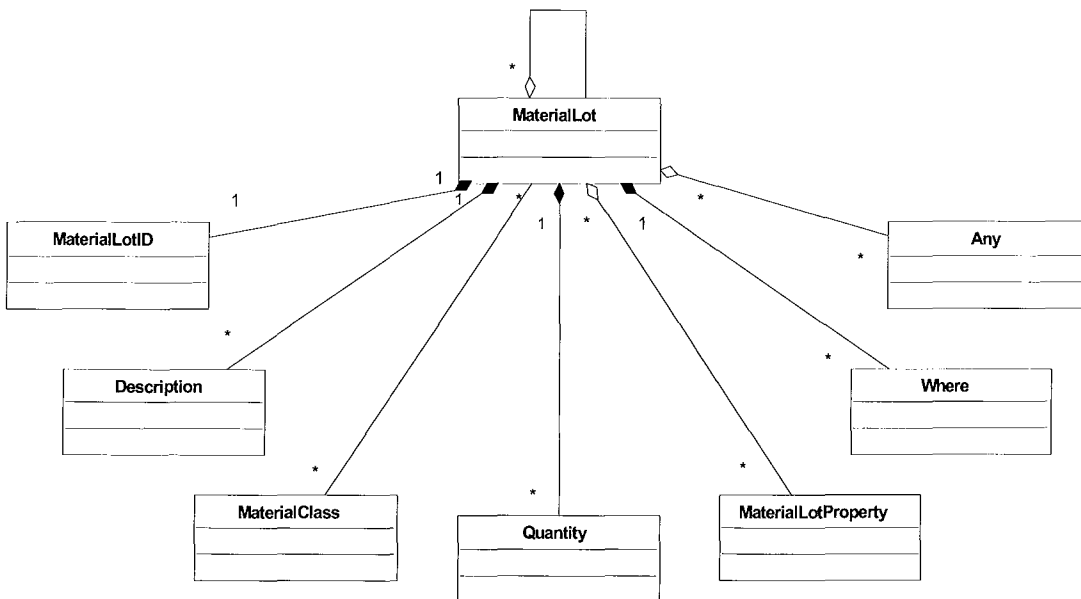 *
MaterialLot
1
1
1
*
1
*
1
*
MaterialLotID
Any
*
*
Description
*
Where
*
MaterialClass
*
Quantity
*
MaterialLotProperty